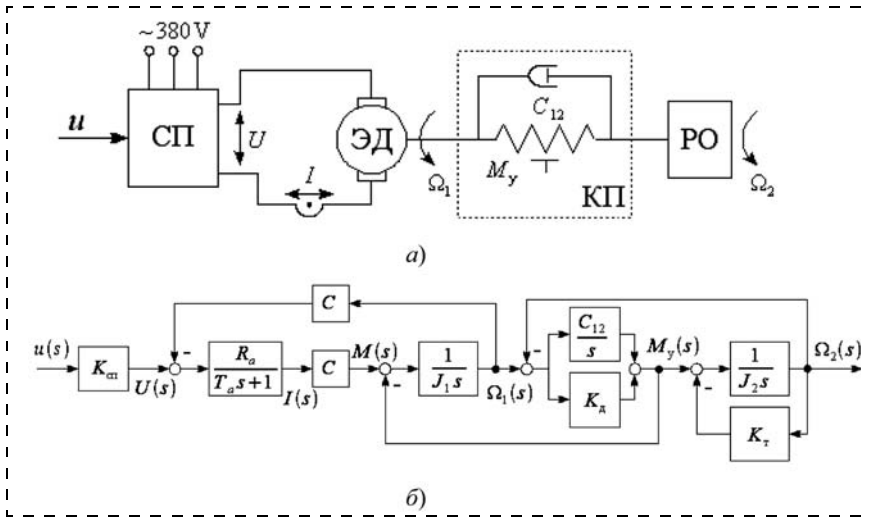 ~380 V
u
СП
U
I
ЭД
Ω₁
C₁₂
Mу
КП
РО
Ω₂
а)
u(s)
Kсп
U(s)
-
Rₐ
Tₐs+1
I(s)
C
C
M(s)
-
1
J₁s
Ω₁(s)
-
C₁₂
s
Kд
Mу(s)
-
1
J₂s
Kт
Ω₂(s)
б)